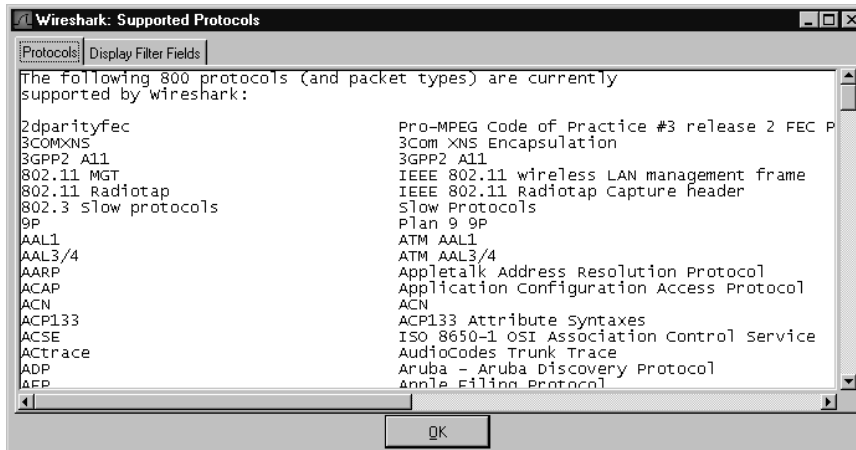 Wireshark: Supported Protocols
Protocols Display Filter Fields
The following 800 protocols (and packet types) are currently
supported by Wireshark:
2dparityfec Pro-MPEG Code of Practice #3 release 2 FEC P
3COMXNS 3Com XNS Encapsulation
3GPP2 A11 3GPP2 A11
802.11 MGT IEEE 802.11 wireless LAN management frame
802.11 Radiotap IEEE 802.11 Radiotap Capture header
802.3 Slow protocols Slow Protocols
9P Plan 9 9P
AAL1 ATM AAL1
AAL3/4 ATM AAL3/4
AARP Appletalk Address Resolution Protocol
ACAP Application Configuration Access Protocol
ACN ACN
ACP133 ACP133 Attribute Syntaxes
ACSE ISO 8650-1 OSI Association Control Service
ACtrace AudioCodes Trunk Trace
ADP Aruba - Aruba Discovery Protocol
AFP Apple Filing Protocol
OK